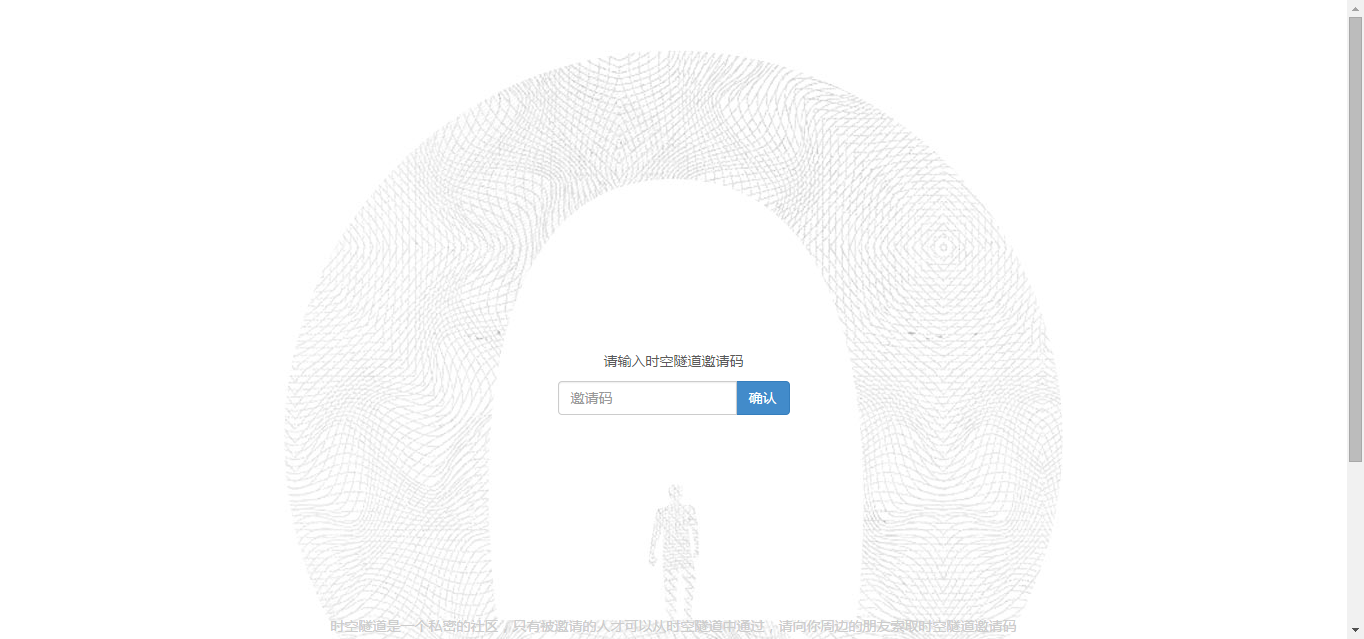 请输入时空隧道邀请码
邀请码
确认
时空隧道是一个私密的社区，只有被邀请的人才可以从时空隧道中通过，请向你周边的朋友索取时空隧道邀请码